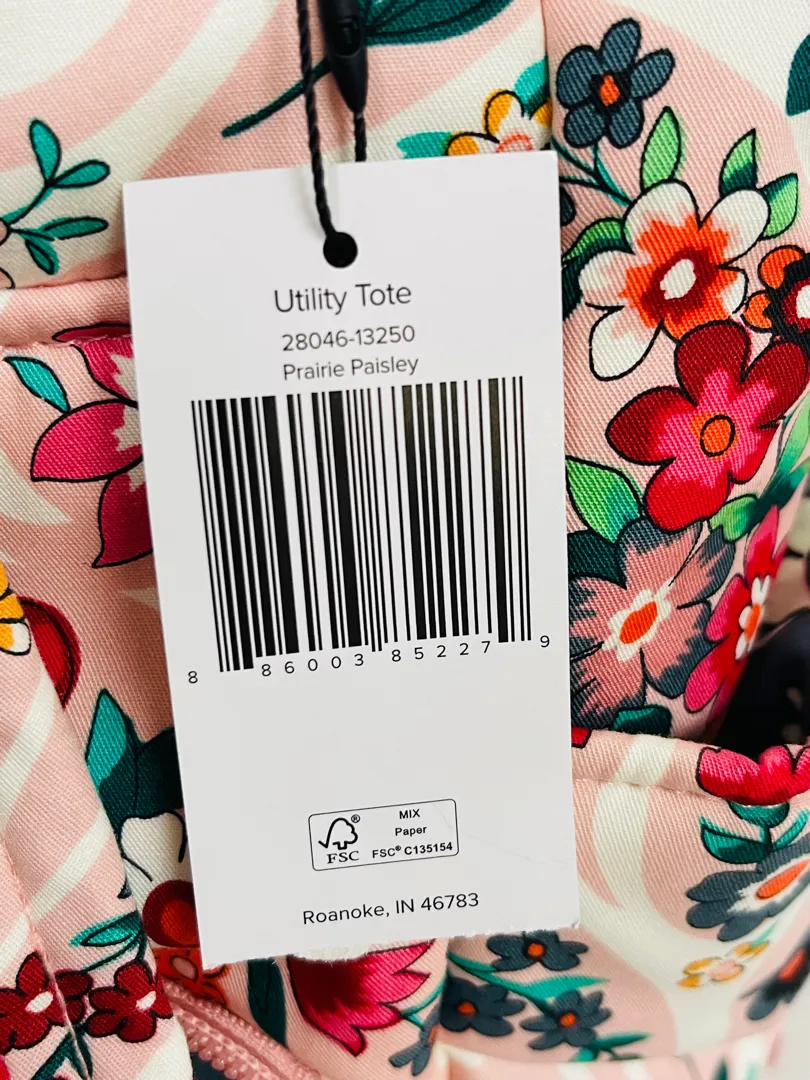 Utility Tote
28046-13250
Prairie Paisley
8 86003 85227 9
MIX
Paper
FSC® C135154
®
FSC
Roanoke, IN 46783